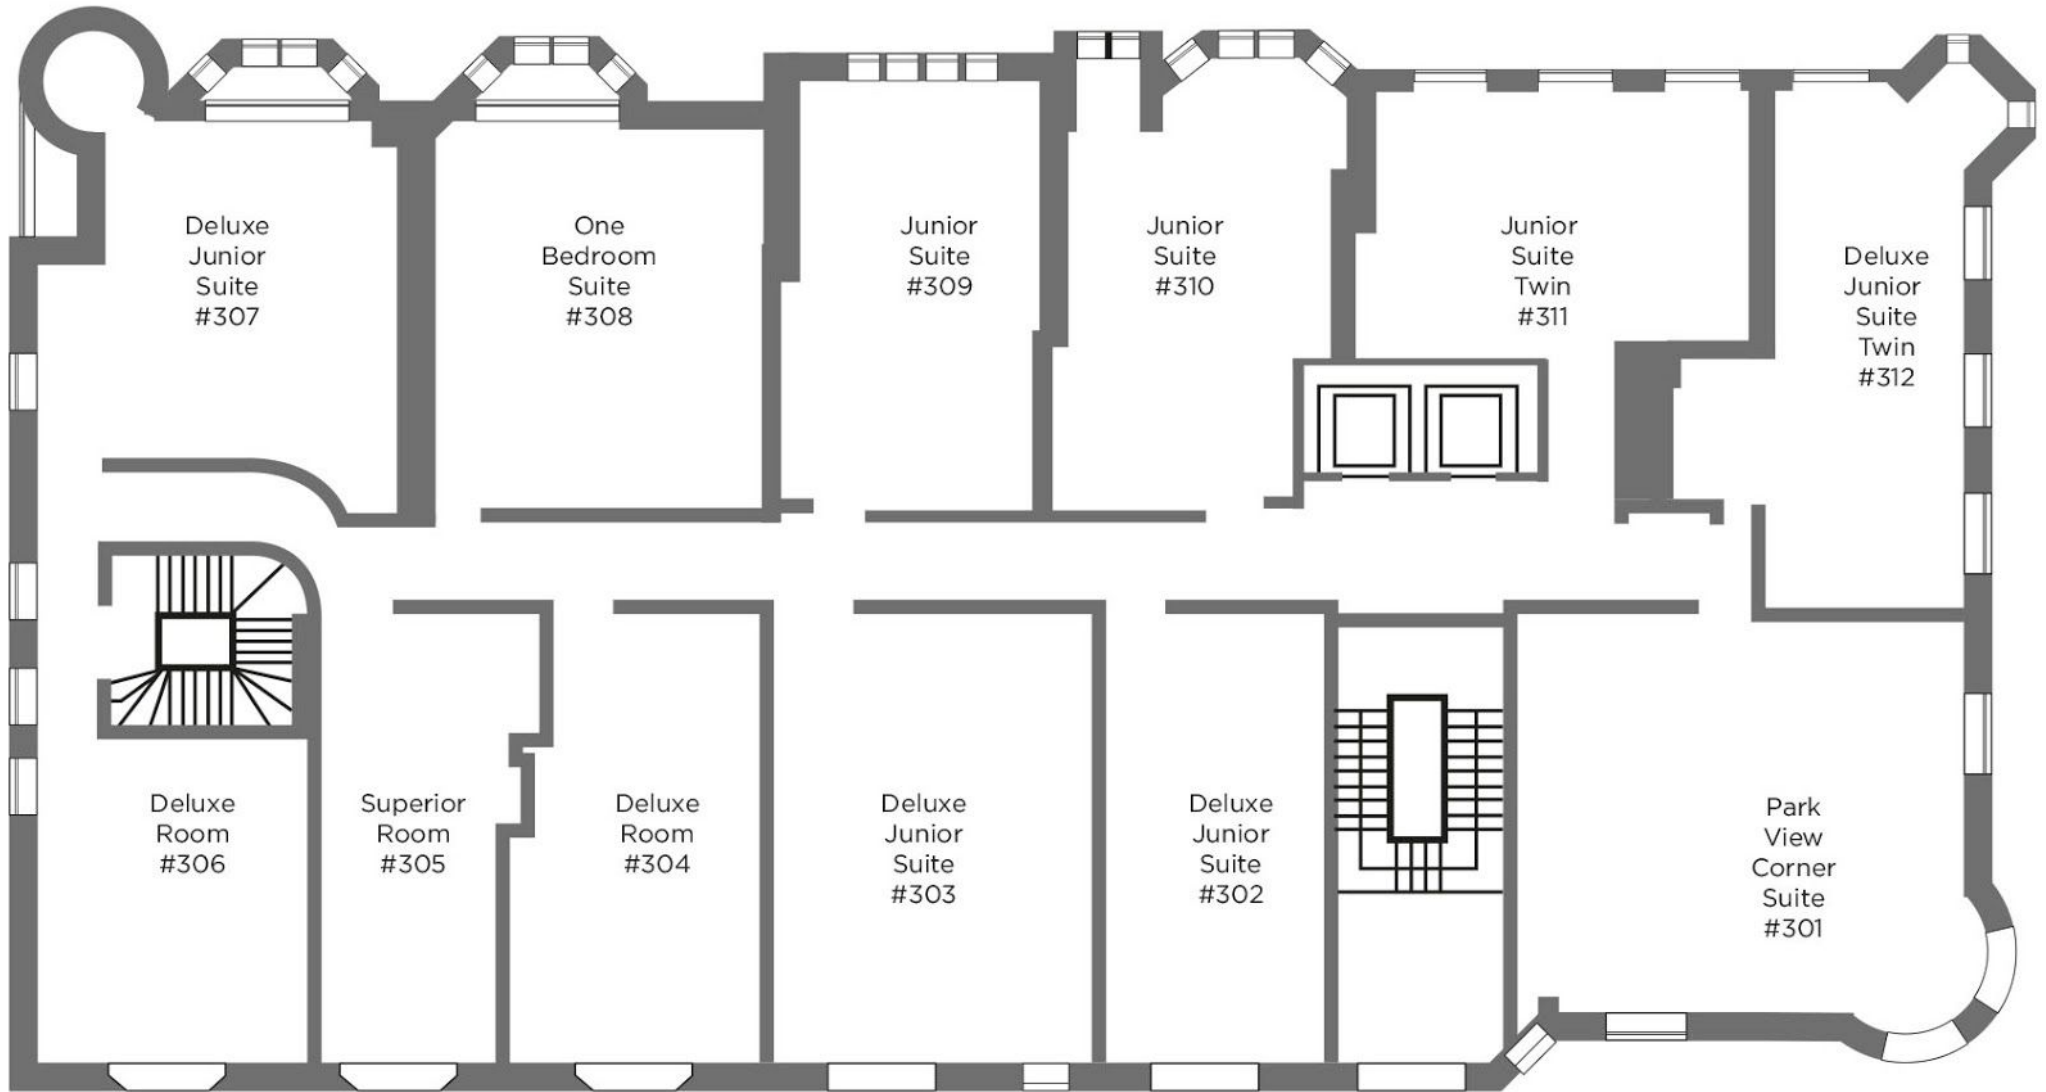 Deluxe
Junior
Suite
#307
One
Bedroom
Suite
#308
Junior
Suite
#309
Junior
Suite
#310
Junior
Suite
Twin
#311
Deluxe
Junior
Suite
Twin
#312
Deluxe
Room
#306
Superior
Room
#305
Deluxe
Room
#304
Deluxe
Junior
Suite
#303
Deluxe
Junior
Suite
#302
Park
View
Corner
Suite
#301